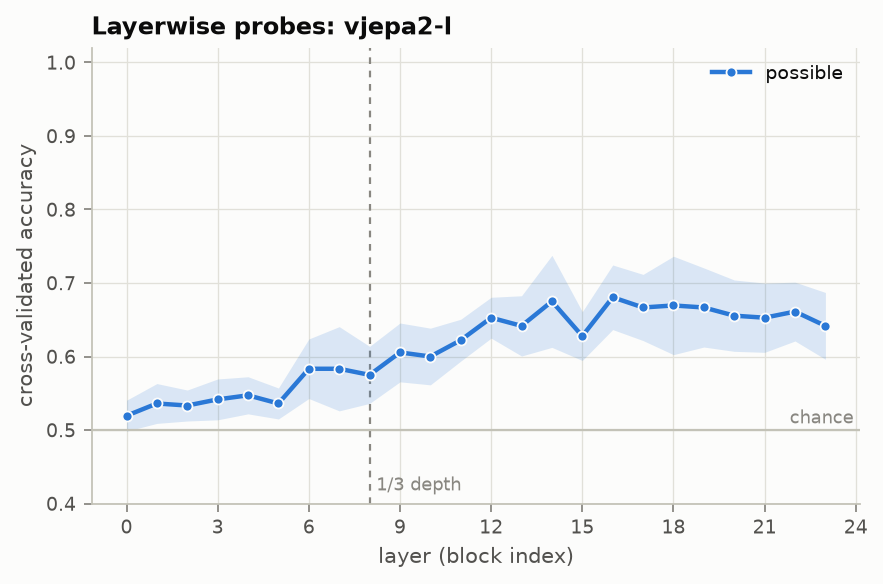 Layerwise probes: vjepa2-l
possible
cross-validated accuracy
1.0
0.9
0.8
0.7
0.6
0.5
0.4
chance
1/3 depth
0 3 6 9 12 15 18 21 24
layer (block index)